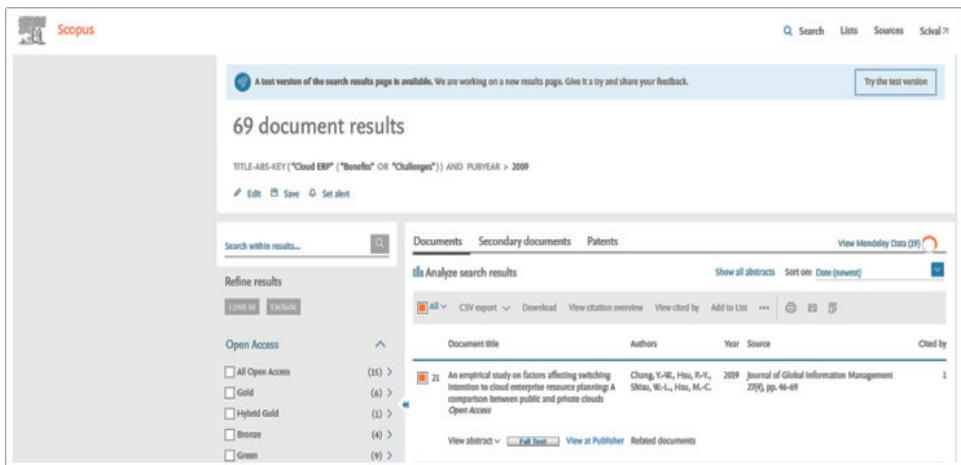 Scopus
Search Lists Sources Scival
A test version of the search results page is available. We are working on a new results page. Give it a try and share your feedback.
Try the test version
69 document results
TITLE-ABS-KEY ( "Cloud ERP" ( "Benefits" OR "Challenges" ) ) AND PUBYEAR > 2009
Edit Save Set alert
Search within results...
Refine results
Limit to Exclude
Open Access
All Open Access (15)
Gold (6)
Hybrid Gold (1)
Bronze (4)
Green (9)
Documents Secondary documents Patents
View Mendeley Data (19)
Analyze search results
Show all abstracts Sort on: Date (newest)
All CSV export Download View citation overview View cited by Add to List ...
Document title Authors Year Source Cited by
21 An empirical study on factors affecting switching Chang, Y.-W., Hsu, P.-Y., 2019 Journal of Global Information Management 1
intention to cloud enterprise resource planning: A Shiau, W.-L., Hsu, M.-C. 27(4), pp. 46-69
comparison between public and private clouds
Open Access
View abstract Full Text View at Publisher Related documents